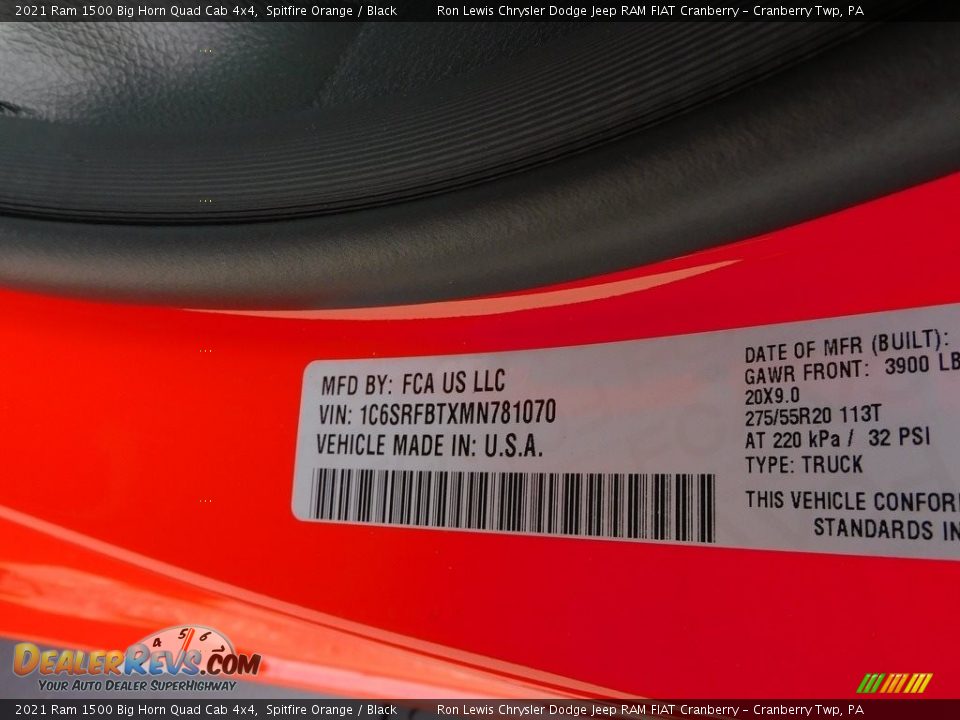 2021 Ram 1500 Big Horn Quad Cab 4x4, Spitfire Orange / Black Ron Lewis Chrysler Dodge Jeep RAM FIAT Cranberry - Cranberry Twp, PA
MFD BY: FCA US LLC
VIN: 1C6SRFBTXMN781070
VEHICLE MADE IN: U.S.A.
DATE OF MFR (BUILT):
GAWR FRONT: 3900 LB
20X9.0
275/55R20 113T
AT 220 kPa / 32 PSI
TYPE: TRUCK
THIS VEHICLE CONFOR
STANDARDS IN
4 5 6
DEALERREVS.COM
YOUR AUTO DEALER SUPERHIGHWAY
2021 Ram 1500 Big Horn Quad Cab 4x4, Spitfire Orange / Black Ron Lewis Chrysler Dodge Jeep RAM FIAT Cranberry - Cranberry Twp, PA